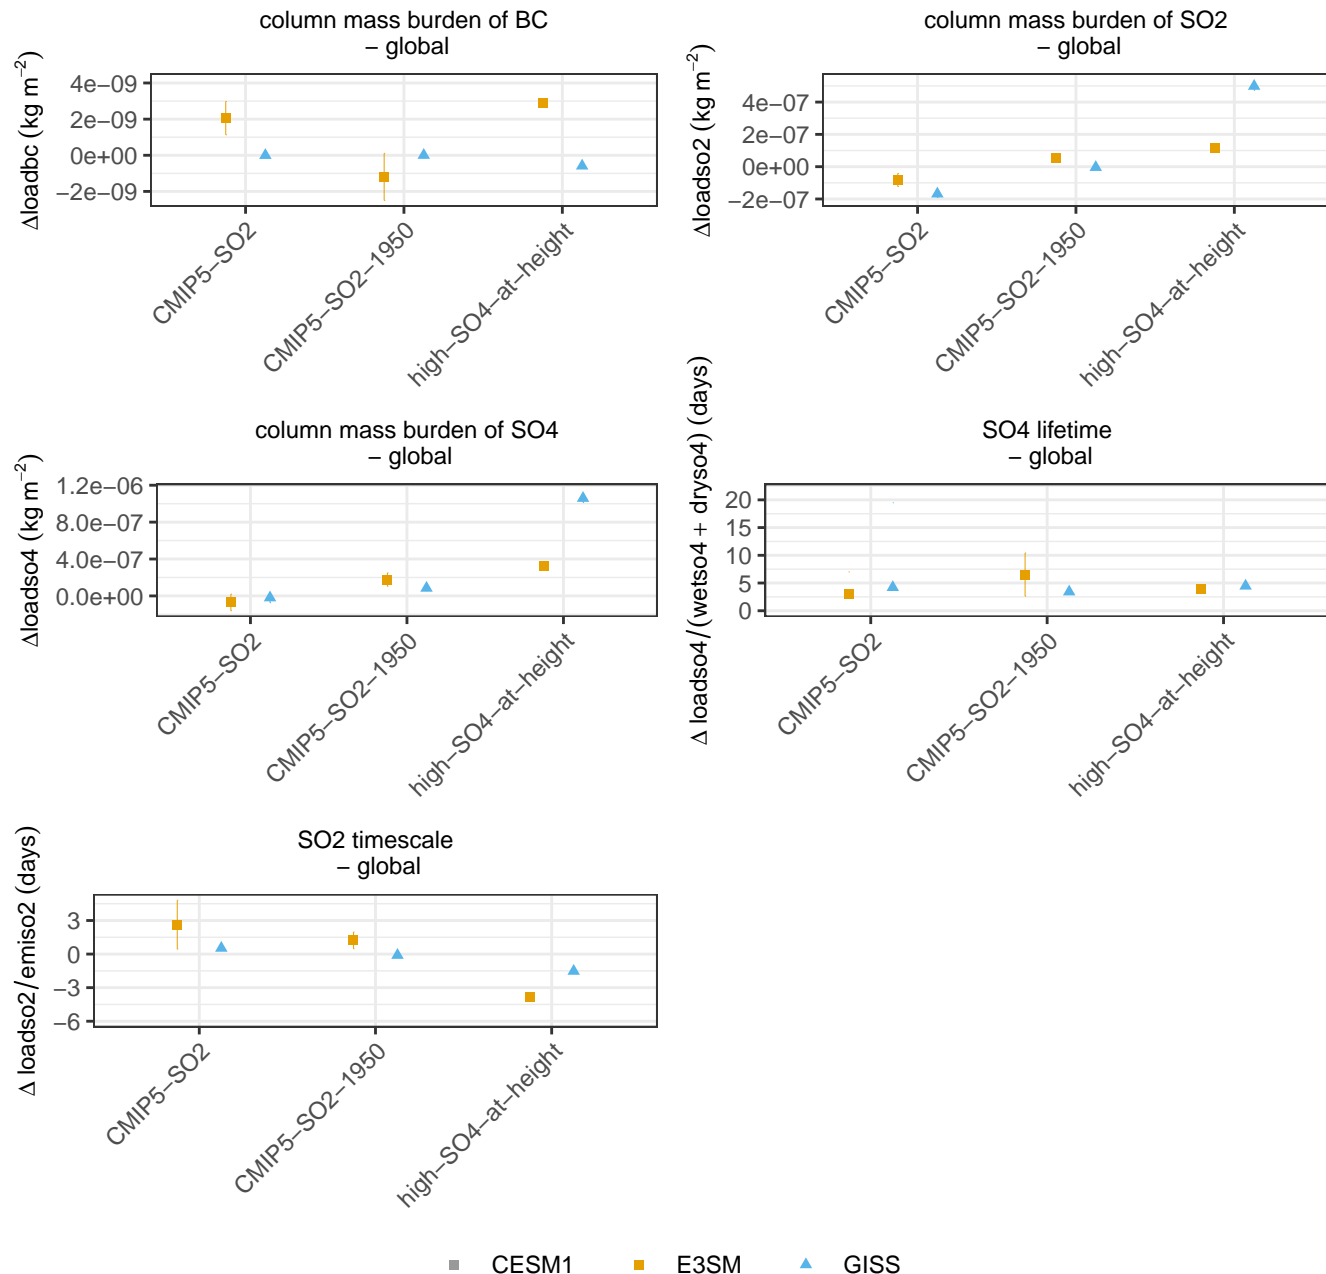 column mass burden of BC
– global
Δloadbc (kg m−2)
4e−09
2e−09
0e+00
−2e−09
CMIP5−SO2
CMIP5−SO2−1950
high−SO4−at−height
column mass burden of SO2
– global
Δloadso2 (kg m−2)
4e−07
2e−07
0e+00
−2e−07
CMIP5−SO2
CMIP5−SO2−1950
high−SO4−at−height
column mass burden of SO4
– global
Δloadso4 (kg m−2)
1.2e−06
8.0e−07
4.0e−07
0.0e+00
CMIP5−SO2
CMIP5−SO2−1950
high−SO4−at−height
SO4 lifetime
– global
Δ loadso4/(wetso4 + dryso4) (days)
20
15
10
5
0
CMIP5−SO2
CMIP5−SO2−1950
high−SO4−at−height
SO2 timescale
– global
Δ loadso2/emiso2 (days)
3
0
−3
−6
CMIP5−SO2
CMIP5−SO2−1950
high−SO4−at−height
CESM1 E3SM GISS